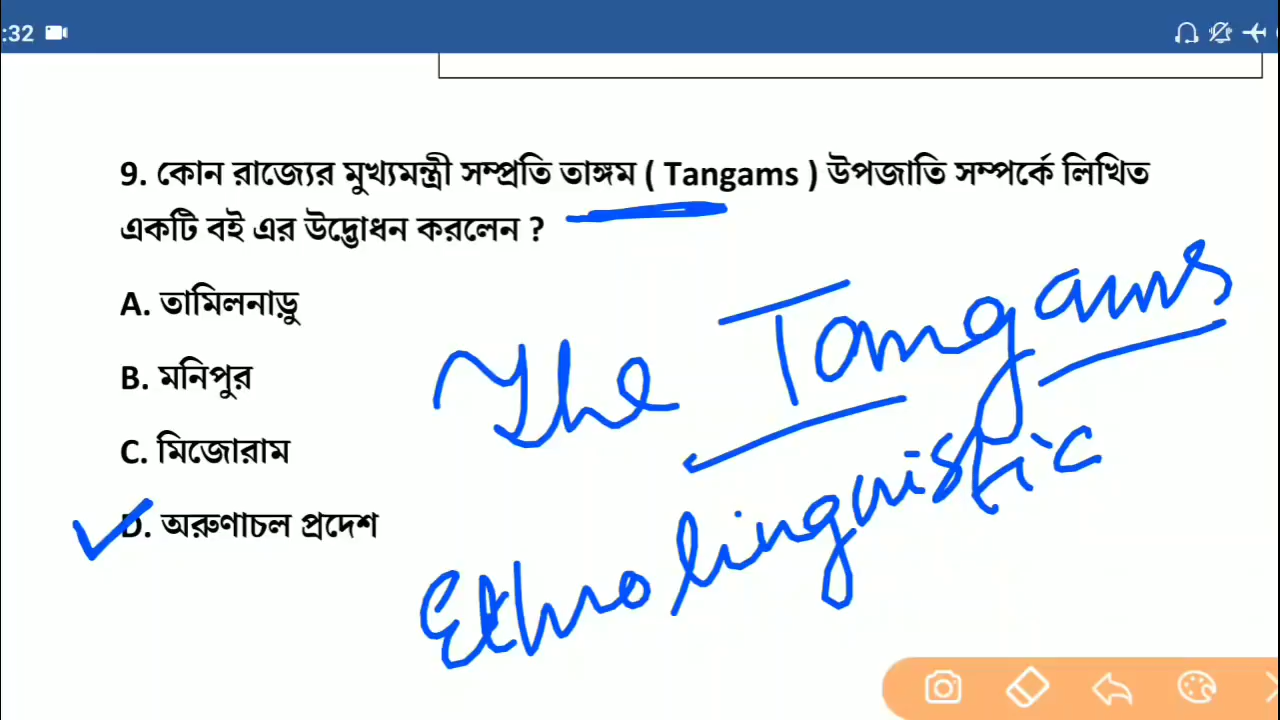 :32
9. কোন রাজ্যের মুখ্যমন্ত্রী সম্প্রতি তাঙ্গম ( Tangams ) উপজাতি সম্পর্কে লিখিত
একটি বই এর উদ্ভোধন করলেন ?
A. তামিলনাড়ু
B. মনিপুর
C. মিজোরাম
D. অরুণাচল প্রদেশ
The Tangams
Ethnolinguistic